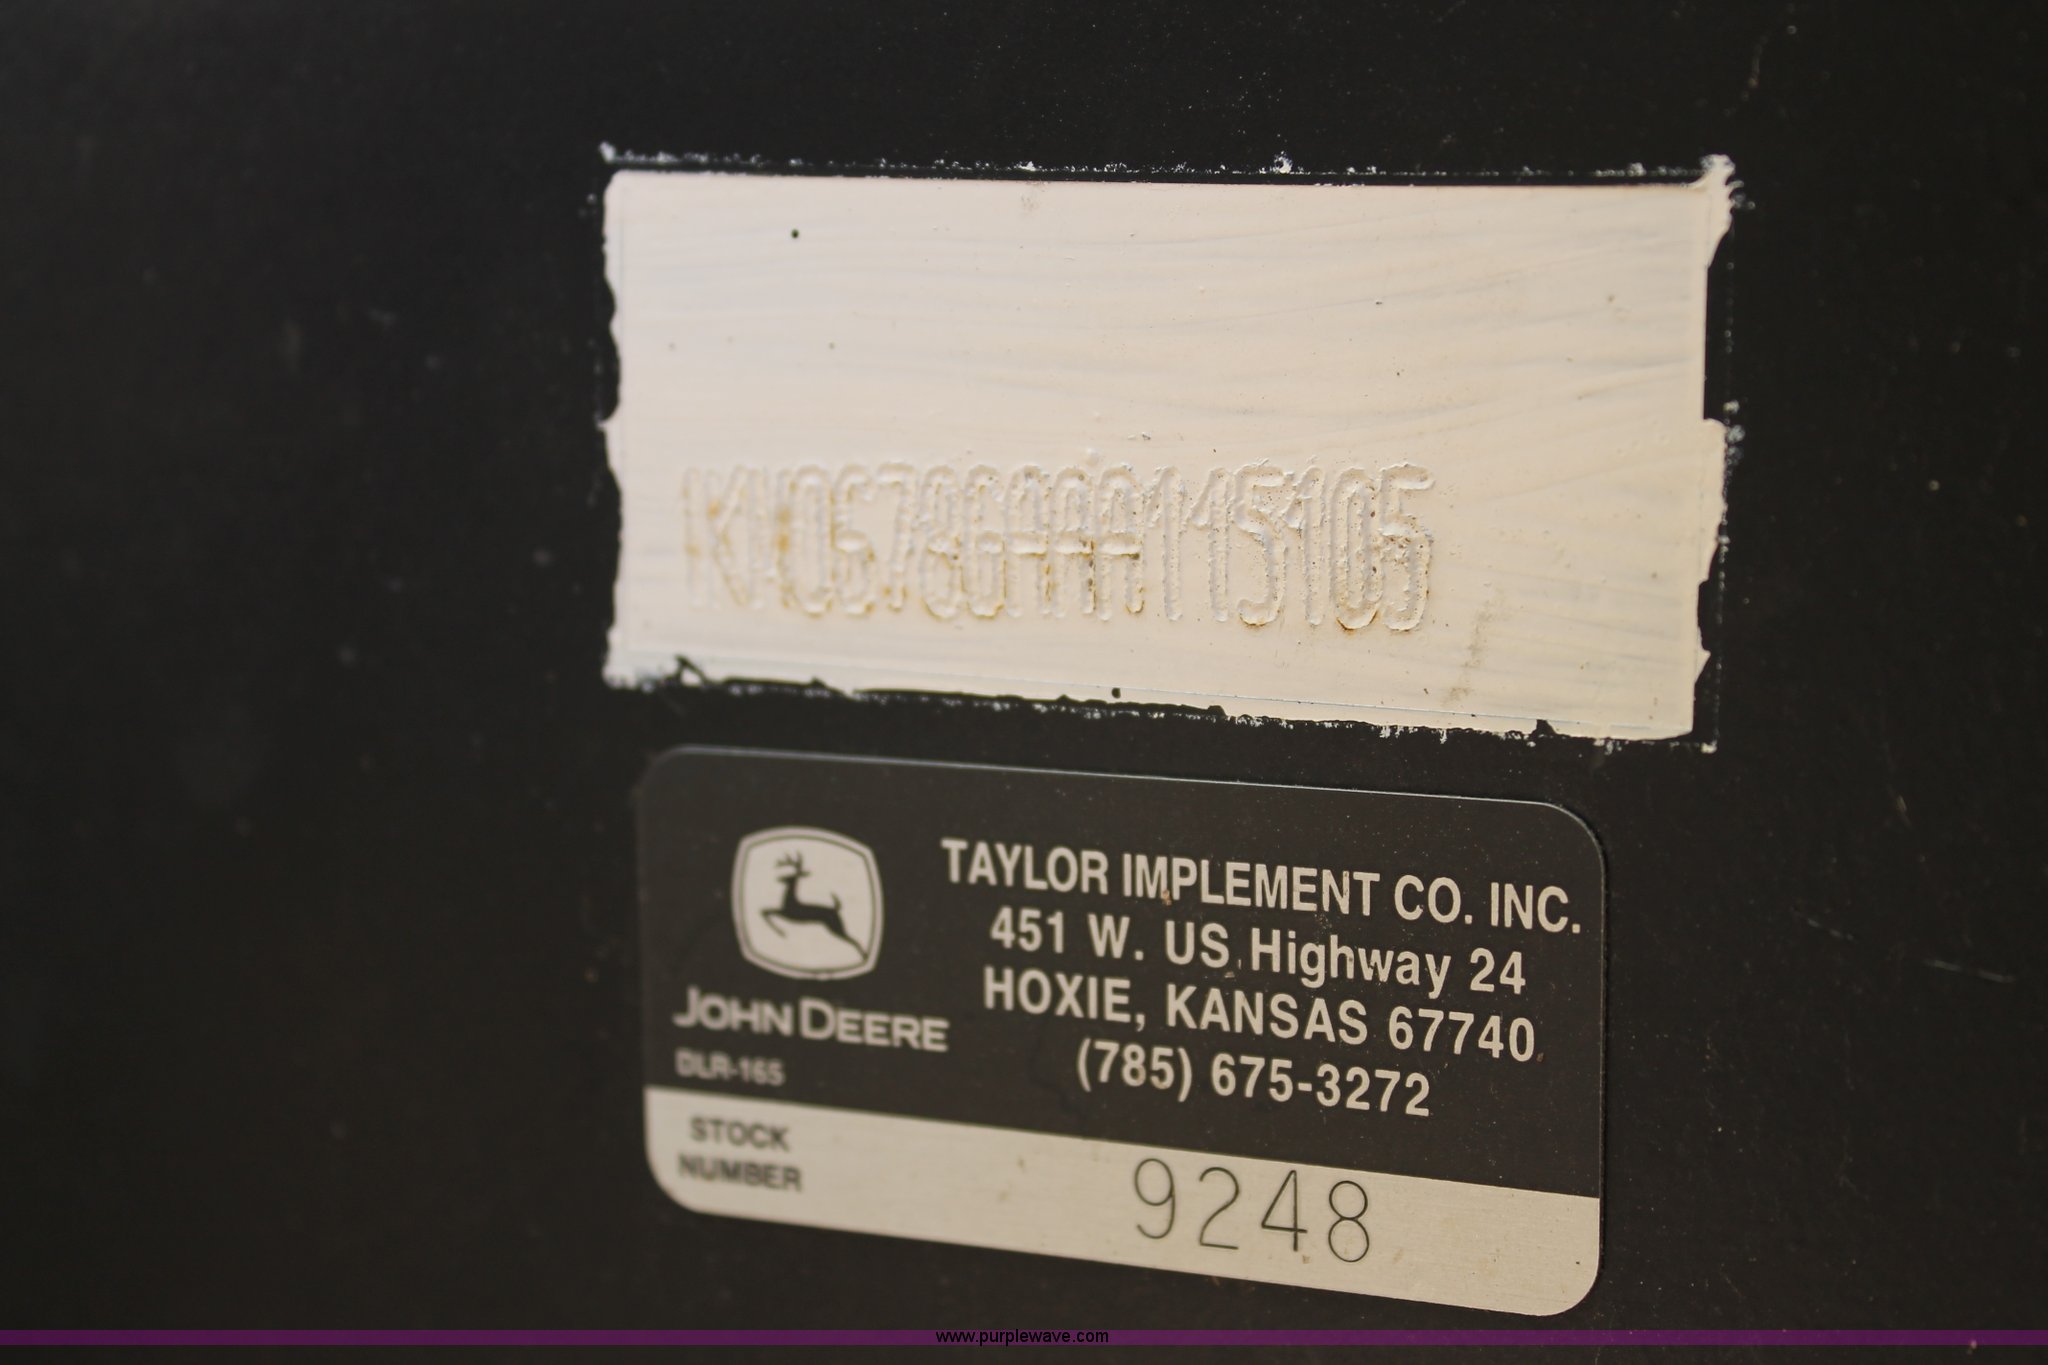 1KW0678GAAA145105
JOHN DEERE
DLR-165
TAYLOR IMPLEMENT CO. INC.
451 W. US Highway 24
HOXIE, KANSAS 67740
(785) 675-3272
STOCK
NUMBER
9248
www.purplewave.com